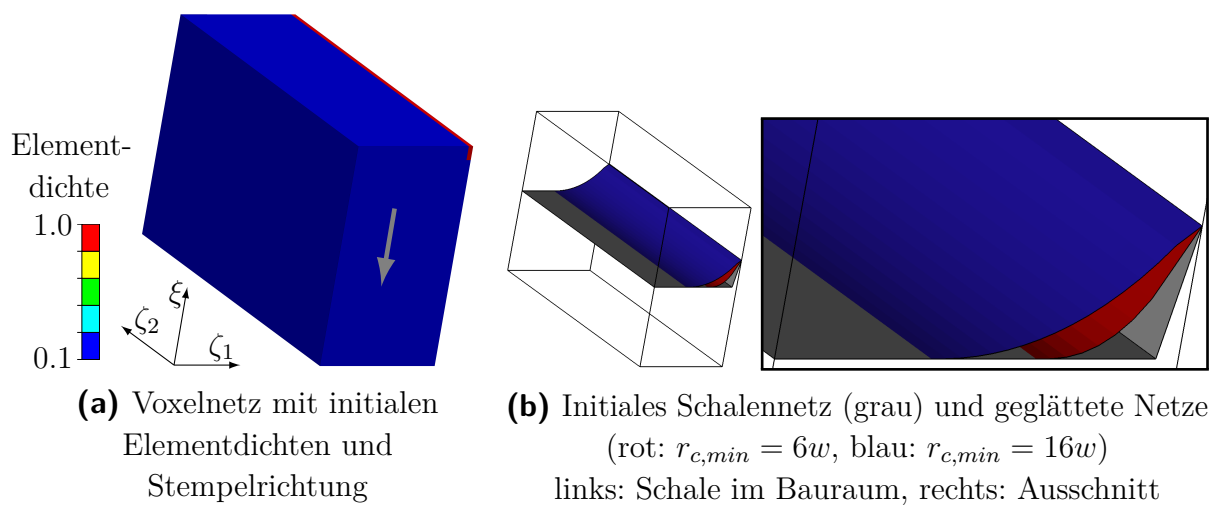 Element-
dichte
1.0
0.1
ξ
ζ₂
ζ₁
(a) Voxelnetz mit initialen
Elementdichten und
Stempelrichtung
(b) Initiales Schalennetz (grau) und geglättete Netze
(rot: r_{c,min} = 6w, blau: r_{c,min} = 16w)
links: Schale im Bauraum, rechts: Ausschnitt